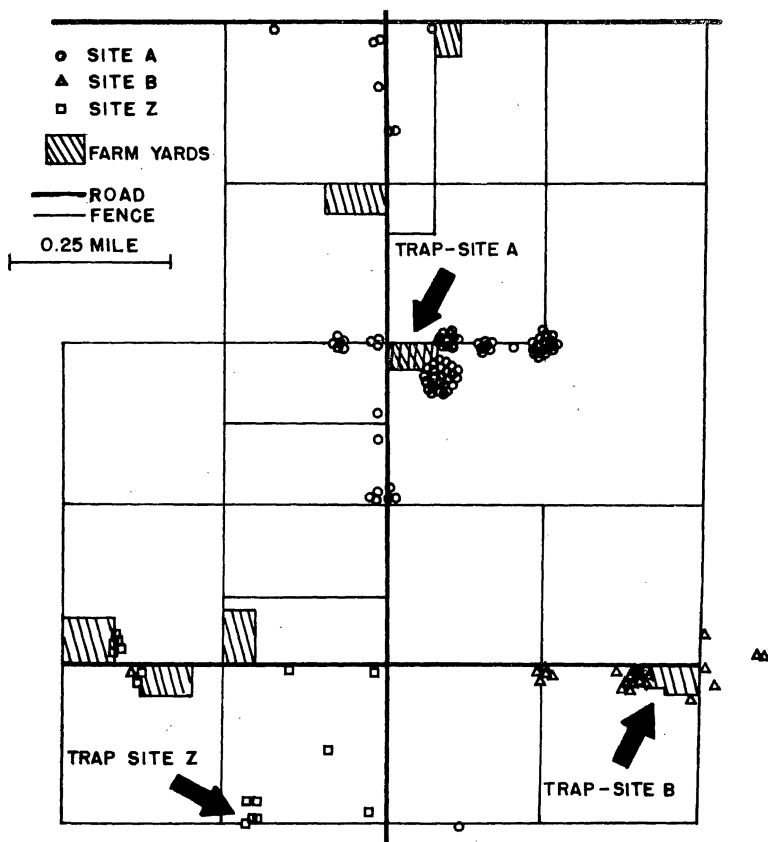 SITE A
SITE B
SITE Z
FARM YARDS
ROAD
FENCE
0.25 MILE
TRAP-SITE A
TRAP SITE Z
TRAP-SITE B